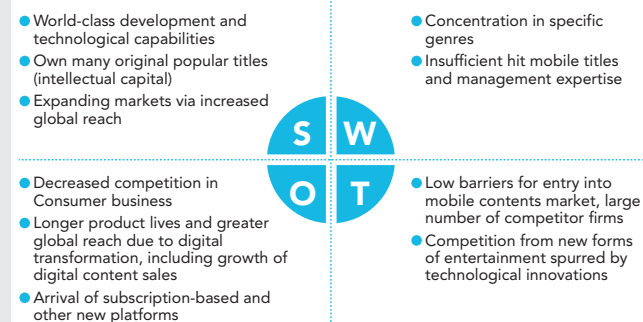 ● World-class development and
technological capabilities
● Own many original popular titles
(intellectual capital)
● Expanding markets via increased
global reach
● Concentration in specific
genres
● Insufficient hit mobile titles
and management expertise
S W
O T
● Decreased competition in
Consumer business
● Longer product lives and greater
global reach due to digital
transformation, including growth of
digital content sales
● Arrival of subscription-based and
other new platforms
● Low barriers for entry into
mobile contents market, large
number of competitor firms
● Competition from new forms
of entertainment spurred by
technological innovations